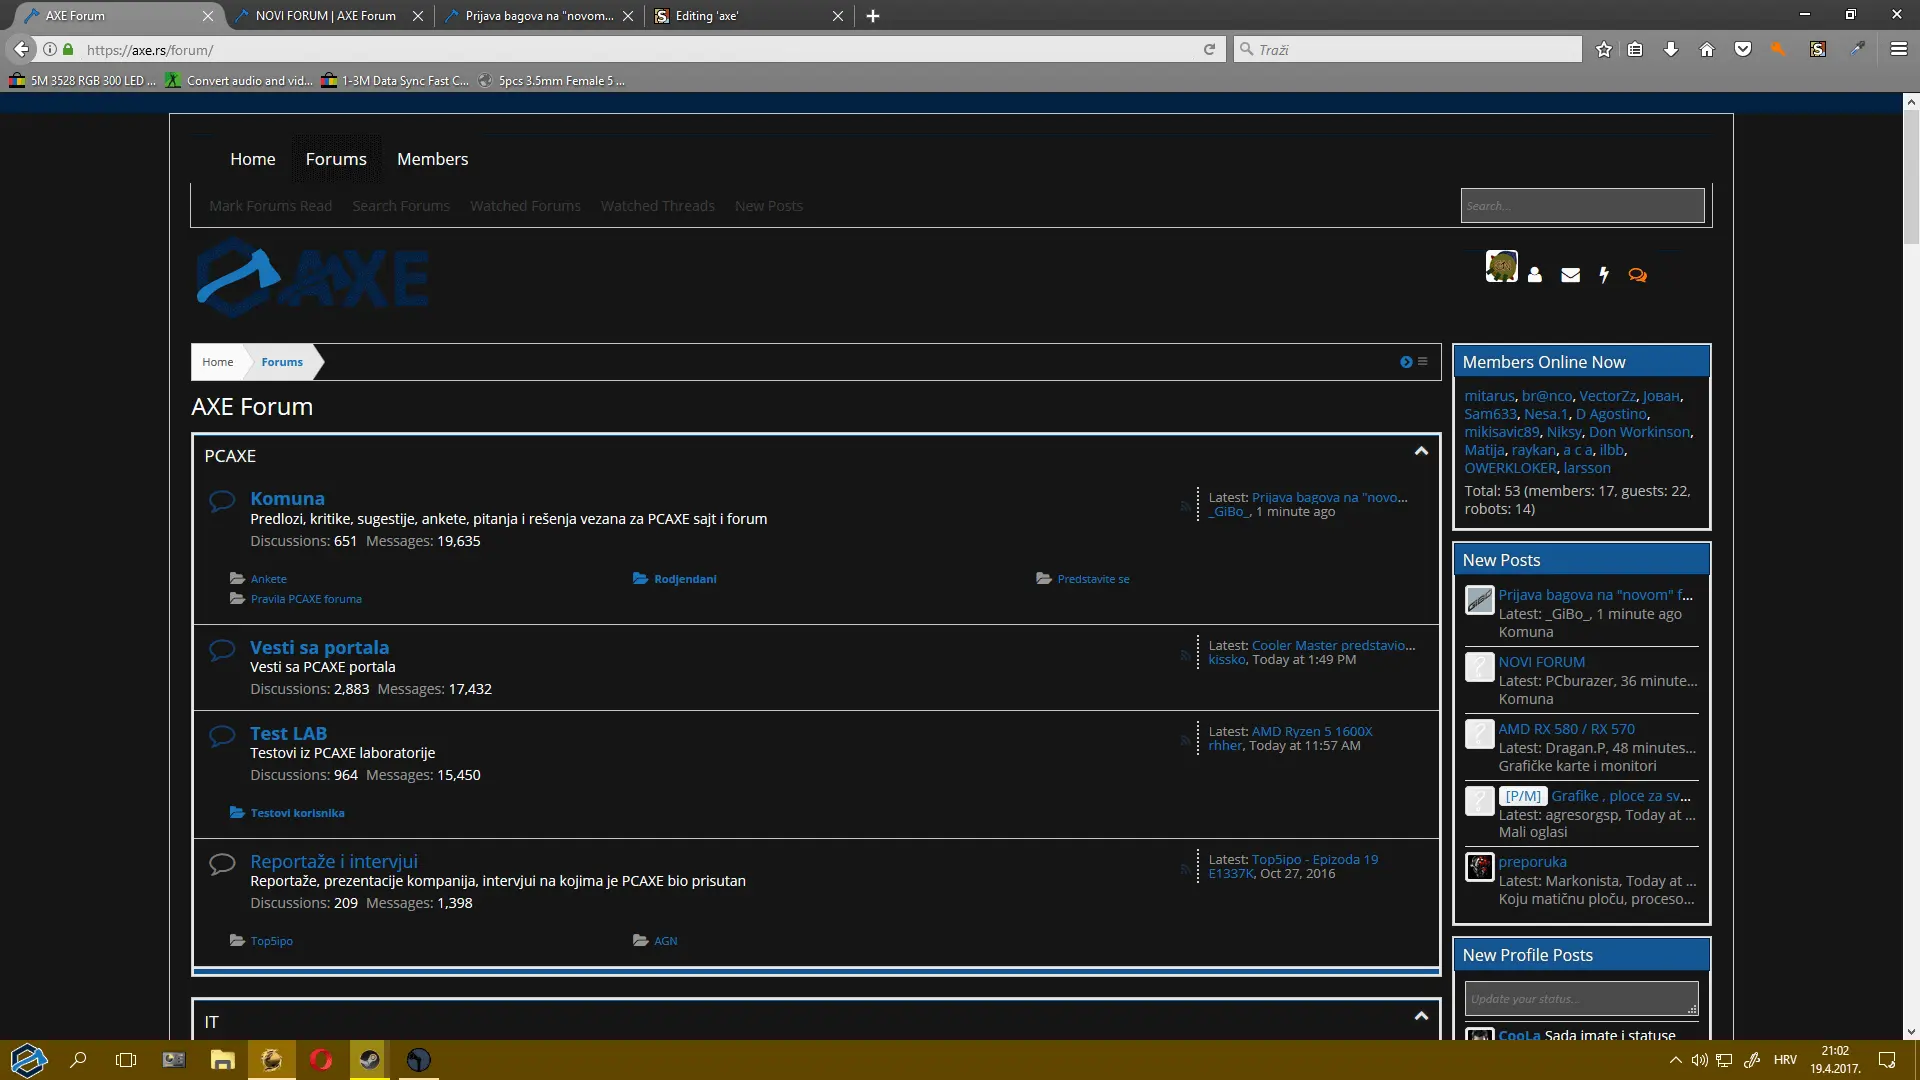 AXE Forum
NOVI FORUM | AXE Forum
Prijava bagova na "novom...
Editing 'axe'
https://axe.rs/forum/
Traži
5M 3528 RGB 300 LED ...
Convert audio and vid...
1-3M Data Sync Fast C...
5pcs 3.5mm Female 5 ...
Home Forums Members
Mark Forums Read Search Forums Watched Forums Watched Threads New Posts
Search...
AXE
Home Forums
AXE Forum
PCAXE
Komuna
Predlozi, kritike, sugestije, ankete, pitanja i rešenja vezana za PCAXE sajt i forum
Discussions: 651 Messages: 19,635
Latest: Prijava bagova na "novo...
_GiBo_, 1 minute ago
Ankete
Rodjendani
Predstavite se
Pravila PCAXE foruma
Vesti sa portala
Vesti sa PCAXE portala
Discussions: 2,883 Messages: 17,432
Latest: Cooler Master predstavio...
kissko, Today at 1:49 PM
Test LAB
Testovi iz PCAXE laboratorije
Discussions: 964 Messages: 15,450
Latest: AMD Ryzen 5 1600X
rhher, Today at 11:57 AM
Testovi korisnika
Reportaže i intervjui
Reportaže, prezentacije kompanija, intervjui na kojima je PCAXE bio prisutan
Discussions: 209 Messages: 1,398
Latest: Top5ipo - Epizoda 19
E1337K, Oct 27, 2016
Top5ipo
AGN
IT
Members Online Now
mitarus, br@nco, VectorZz, Јован,
Sam633, Nesa.1, D Agostino,
mikisavic89, Niksy, Don Workinson,
Matija, raykan, a c a, ilbb,
OWERKLOKER, larsson
Total: 53 (members: 17, guests: 22,
robots: 14)
New Posts
Prijava bagova na "novom" f...
Latest: _GiBo_, 1 minute ago
Komuna
NOVI FORUM
Latest: PCburazer, 36 minute...
Komuna
AMD RX 580 / RX 570
Latest: Dragan.P, 48 minutes...
Grafičke karte i monitori
[P/M] Grafike , ploce za sv...
Latest: agresorgsp, Today at ...
Mali oglasi
preporuka
Latest: Markonista, Today at ...
Koju matičnu ploču, proceso...
New Profile Posts
Update your status...
CooLa Sada imate i statuse
HRV
21:02
19.4.2017.